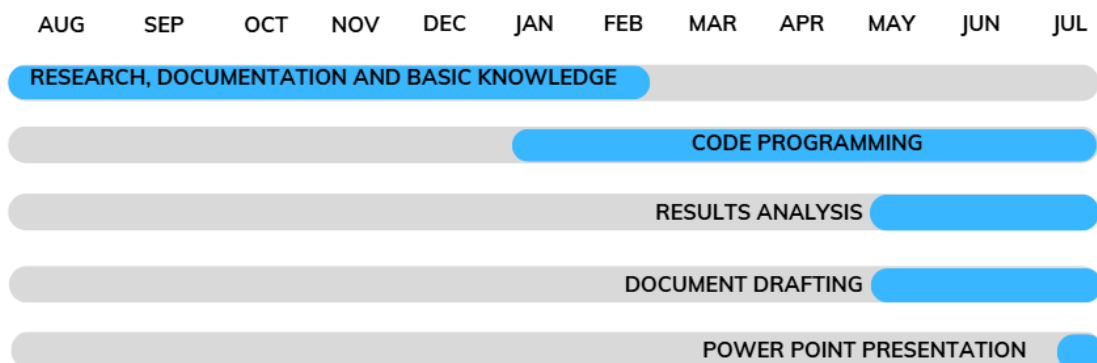 AUG SEP OCT NOV DEC JAN FEB MAR APR MAY JUN JUL
RESEARCH, DOCUMENTATION AND BASIC KNOWLEDGE
CODE PROGRAMMING
RESULTS ANALYSIS
DOCUMENT DRAFTING
POWER POINT PRESENTATION